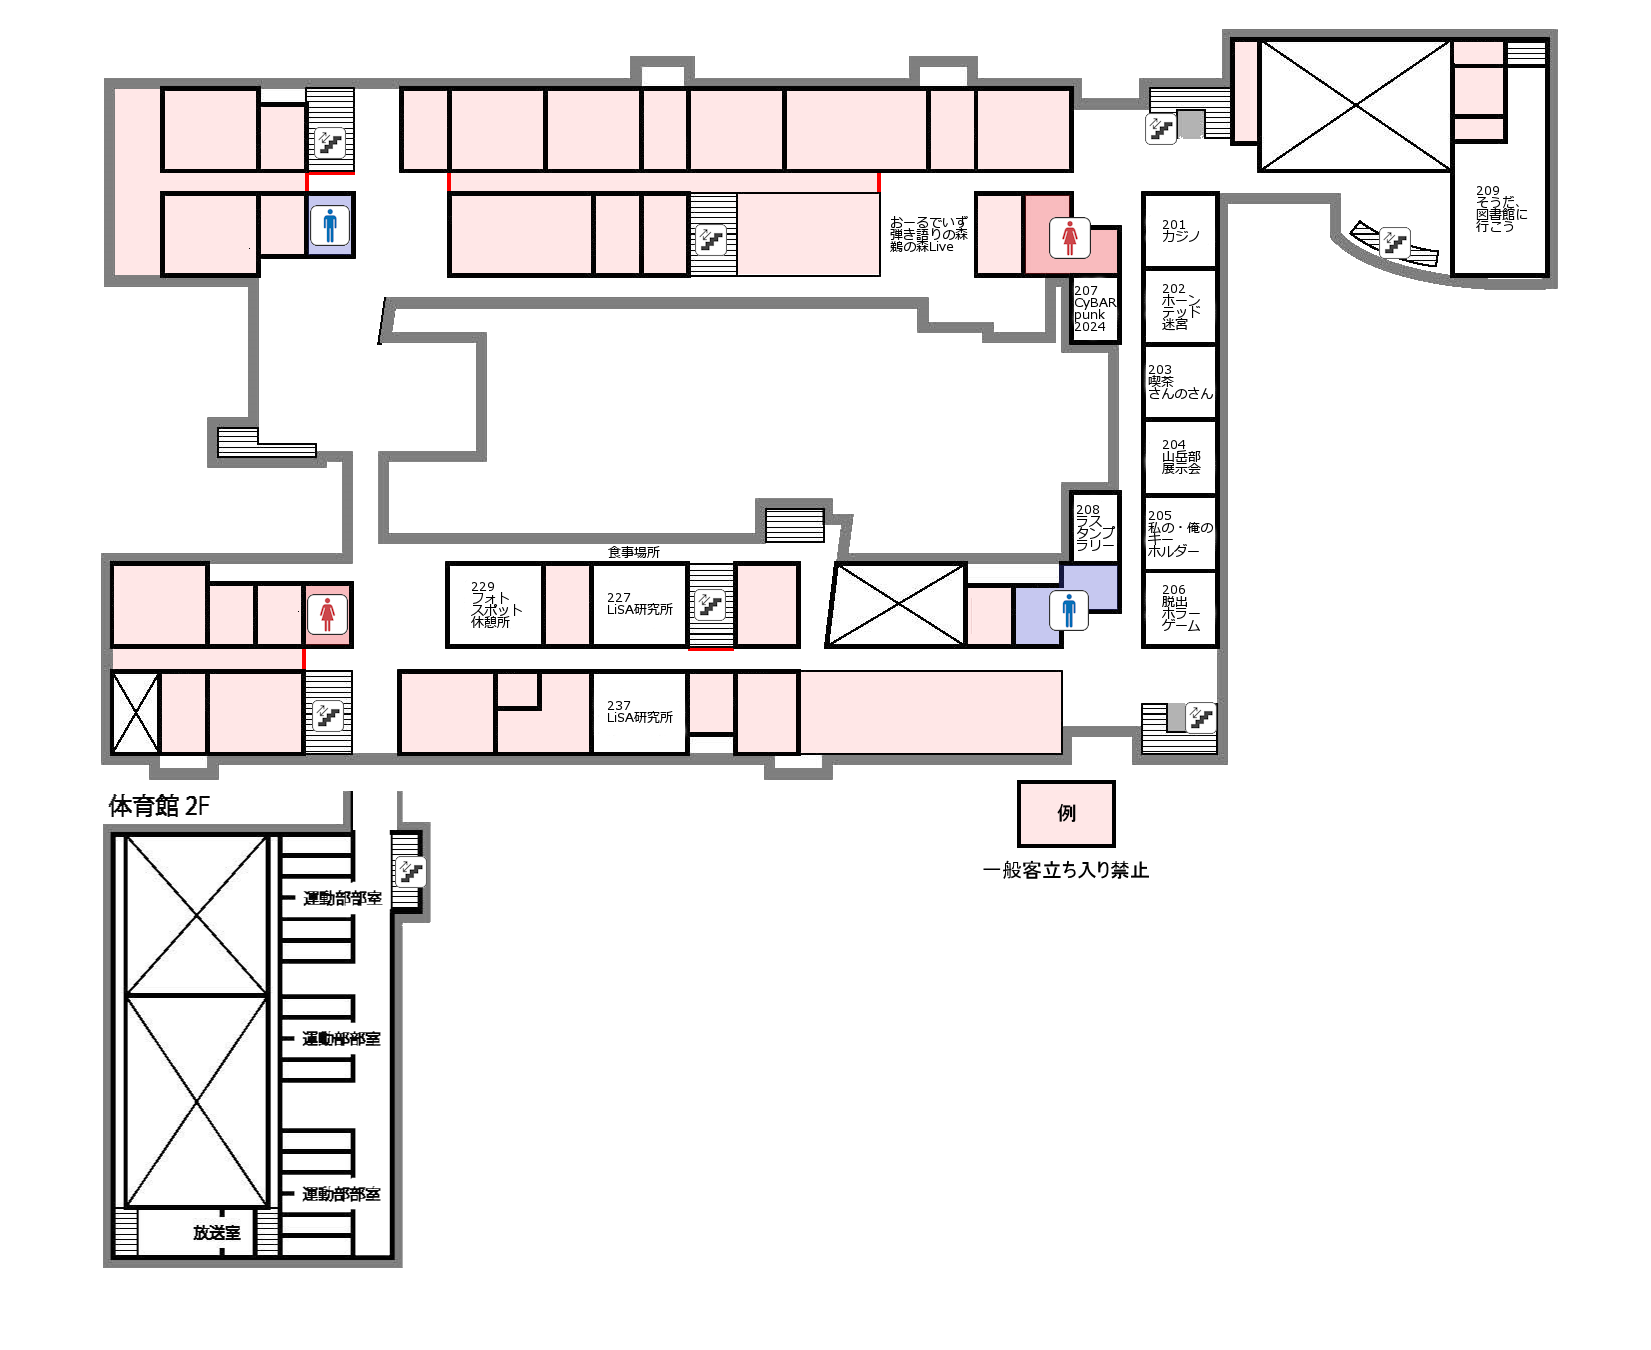 209
そうだ、
図書館に
行こう
おーるでいず
弾き語りの森
鵜の森Live
201
カジノ
202
ホーン
テッド
迷宮
207
CyBAR
punk
2024
203
喫茶
さんのさん
204
山岳部
展示会
208
ラス
タンプ
ラリー
205
私の・俺の
キー
ホルダー
食事場所
229
フォト
スポット
休憩所
227
LiSA研究所
206
脱出
ホラー
ゲーム
237
LiSA研究所
体育館 2F
例
一般客立ち入り禁止
運動部部室
運動部部室
運動部部室
放送室